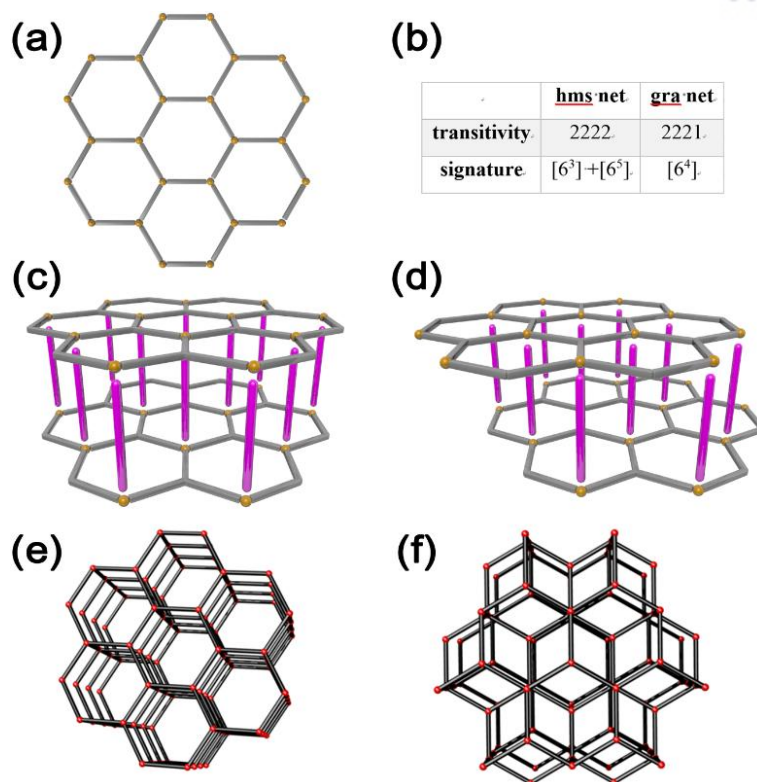 (a)
(b)
hms net gra net
transitivity 2222 2221
signature [6³]+[6⁵] [6⁴]
(c)
(d)
(e)
(f)